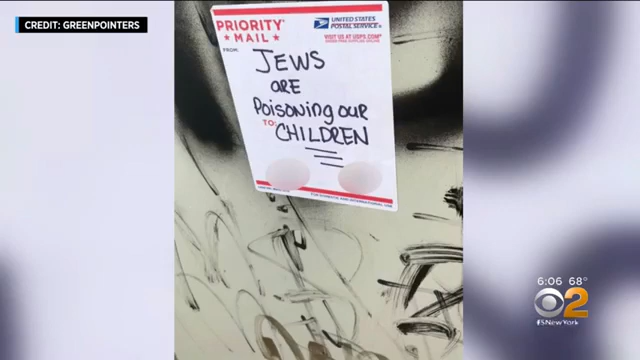 CREDIT: GREENPOINTERS
PRIORITY
★ MAIL ★
UNITED STATES
POSTAL SERVICE
VISIT US AT USPS.COM
FROM:
JEWS
ARE
POISONING OUR
TO:
CHILDREN
6:06 68°
2
#5NewYork